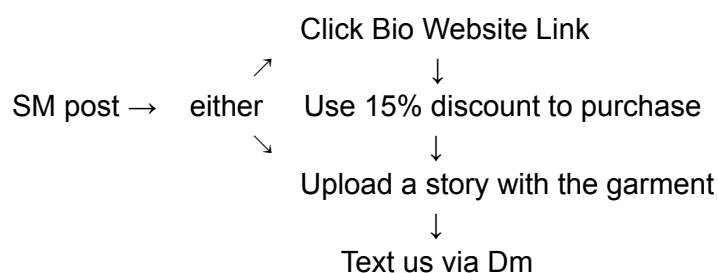 Click Bio Website Link
SM post → either Use 15% discount to purchase
Upload a story with the garment
Text us via Dm